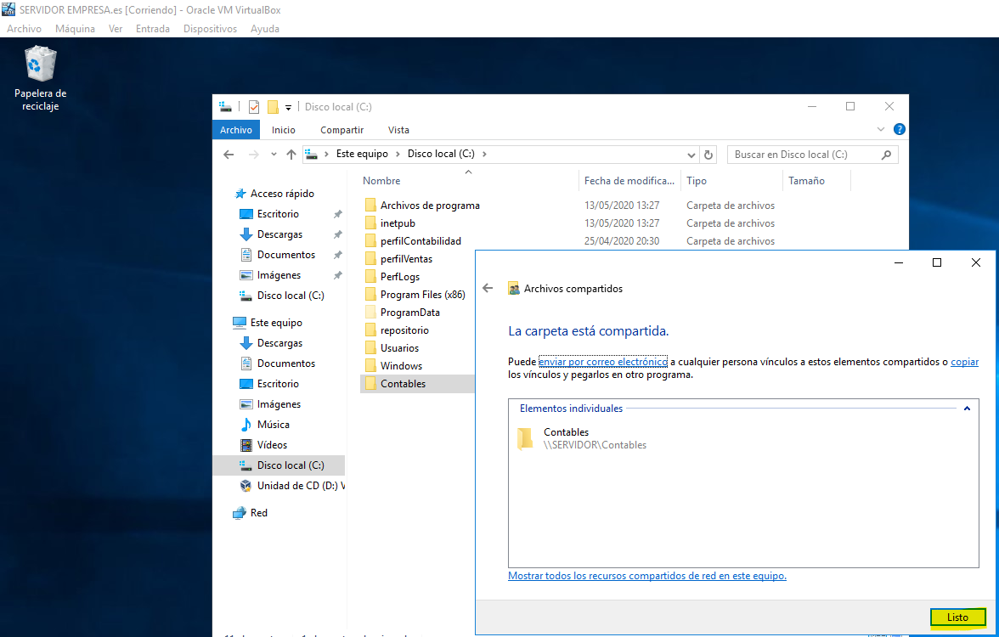 SERVIDOR EMPRESA.es [Corriendo] - Oracle VM VirtualBox
Archivo Máquina Ver Entrada Dispositivos Ayuda
Papelera de
reciclaje
Disco local (C:)
Archivo Inicio Compartir Vista
Este equipo Disco local (C:)
Buscar en Disco local (C:)
Acceso rápido
Escritorio
Descargas
Documentos
Imágenes
Disco local (C:)
Este equipo
Descargas
Documentos
Escritorio
Imágenes
Música
Vídeos
Disco local (C:)
Unidad de CD (D:) V
Red
Nombre Fecha de modifica... Tipo Tamaño
Archivos de programa 13/05/2020 13:27 Carpeta de archivos
inetpub 13/05/2020 13:27 Carpeta de archivos
perfilContabilidad 25/04/2020 20:30 Carpeta de archivos
perfilVentas
PerfLogs
Program Files (x86)
ProgramData
repositorio
Usuarios
Windows
Contables
Archivos compartidos
La carpeta está compartida.
Puede enviar por correo electrónico a cualquier persona vínculos a estos elementos compartidos o copiar
los vínculos y pegarlos en otro programa.
Elementos individuales
Contables
\\SERVIDOR\Contables
Mostrar todos los recursos compartidos de red en este equipo.
Listo